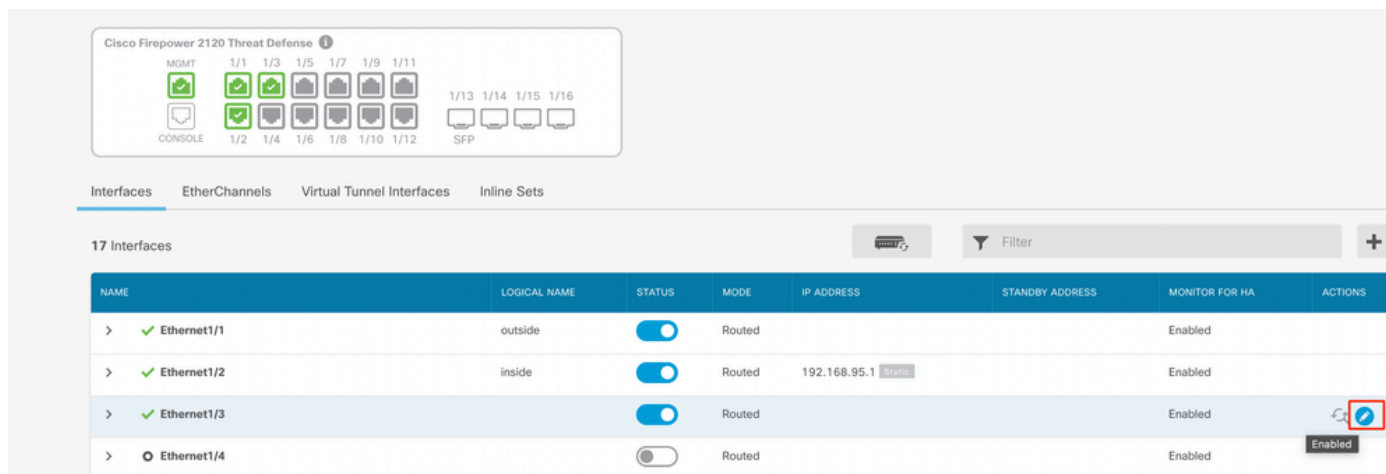 Cisco Firepower 2120 Threat Defense
MGMT 1/1 1/3 1/5 1/7 1/9 1/11
1/13 1/14 1/15 1/16
CONSOLE 1/2 1/4 1/6 1/8 1/10 1/12 SFP
Interfaces EtherChannels Virtual Tunnel Interfaces Inline Sets
17 Interfaces Filter
NAME LOGICAL NAME STATUS MODE IP ADDRESS STANDBY ADDRESS MONITOR FOR HA ACTIONS
Ethernet1/1 outside Routed Enabled
Ethernet1/2 inside Routed 192.168.95.1 Static Enabled
Ethernet1/3 Routed Enabled
Enabled
Ethernet1/4 Routed Enabled